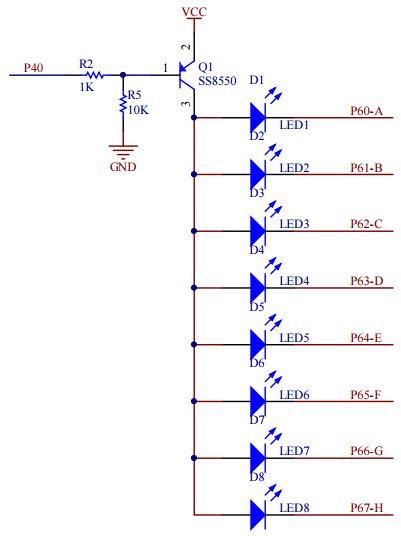 VCC
2
P40
R2
1K
1
Q1
SS8550
R5
10K
3
GND
D1
LED1
P60-A
D2
LED2
P61-B
D3
LED3
P62-C
D4
LED4
P63-D
D5
LED5
P64-E
D6
LED6
P65-F
D7
LED7
P66-G
D8
LED8
P67-H